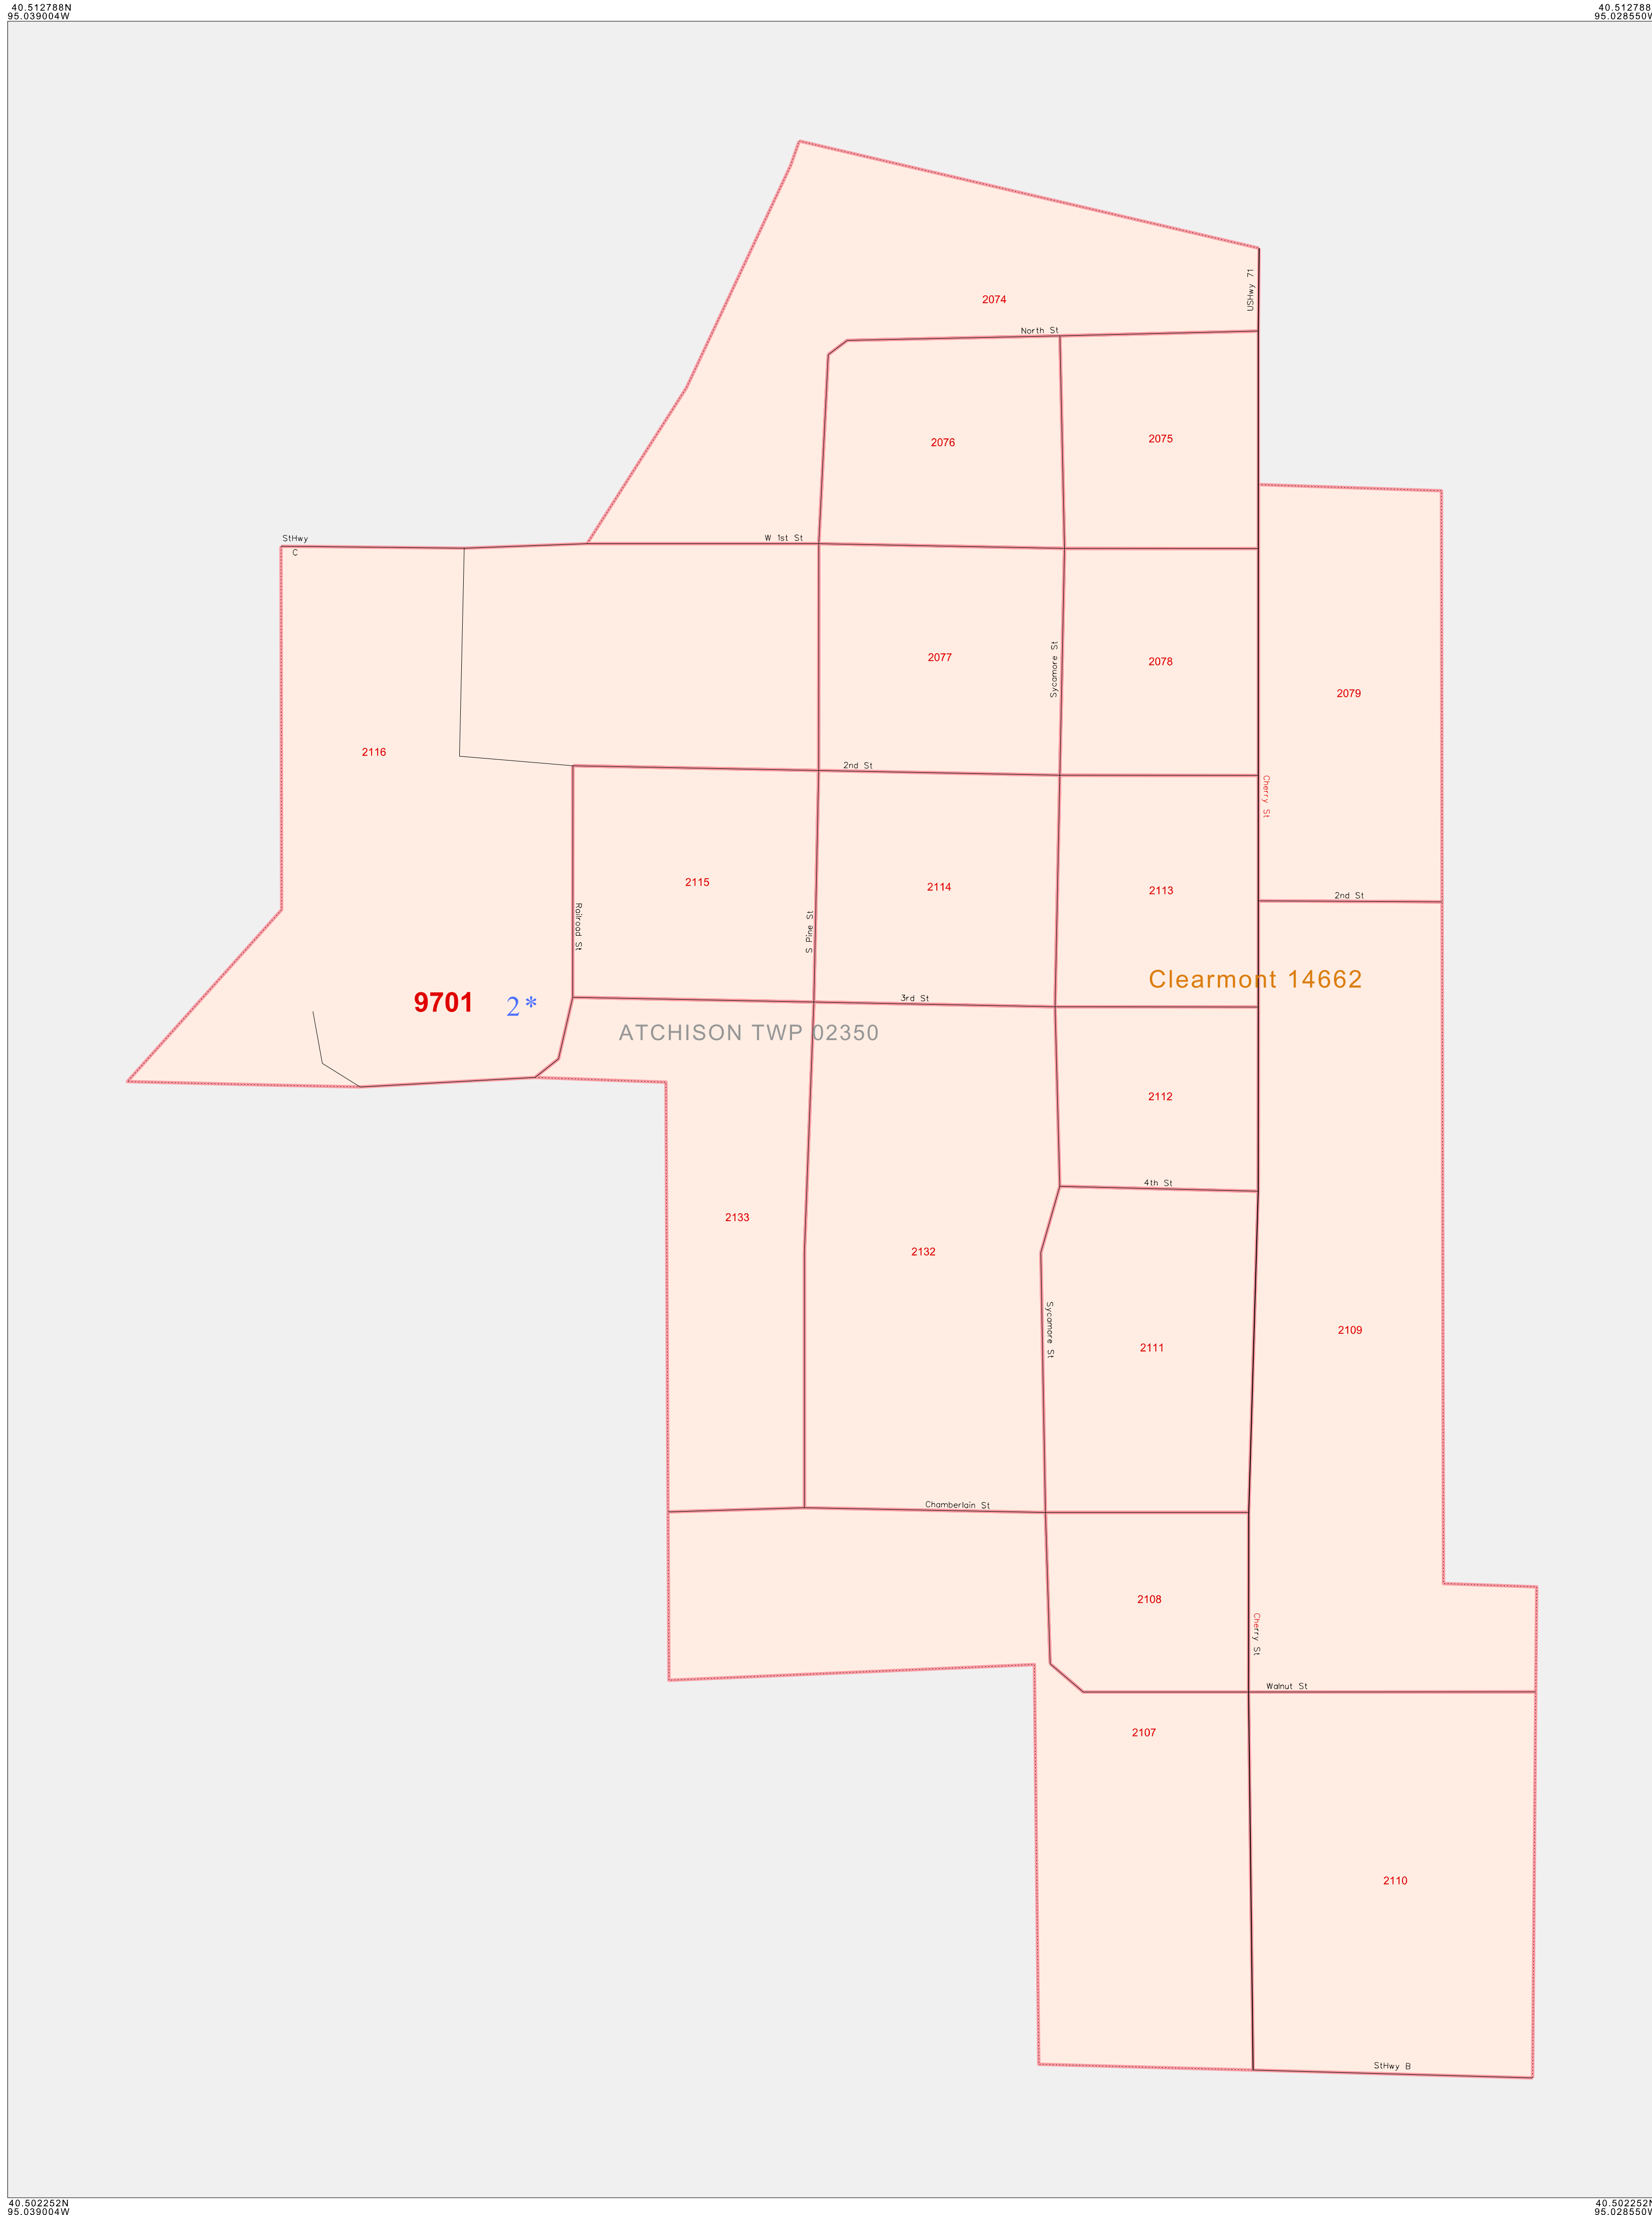 40.512788N
95.039004W
40.512788
95.028550W
USHwy 71
2074
North St
2076
2075
StHwy
C
W 1st St
2077
Sycamore St
2078
2079
2116
2nd St
Cherry St
2115
2114
2113
2nd St
Railroad St
S Pine St
Clearmont 14662
9701
2*
3rd St
ATCHISON TWP 02350
2112
4th St
2133
2132
Sycamore St
2111
2109
Chamberlain St
2108
Cherry St
Walnut St
2107
2110
StHwy B
40.502252N
95.039004W
40.502252N
95.028550W